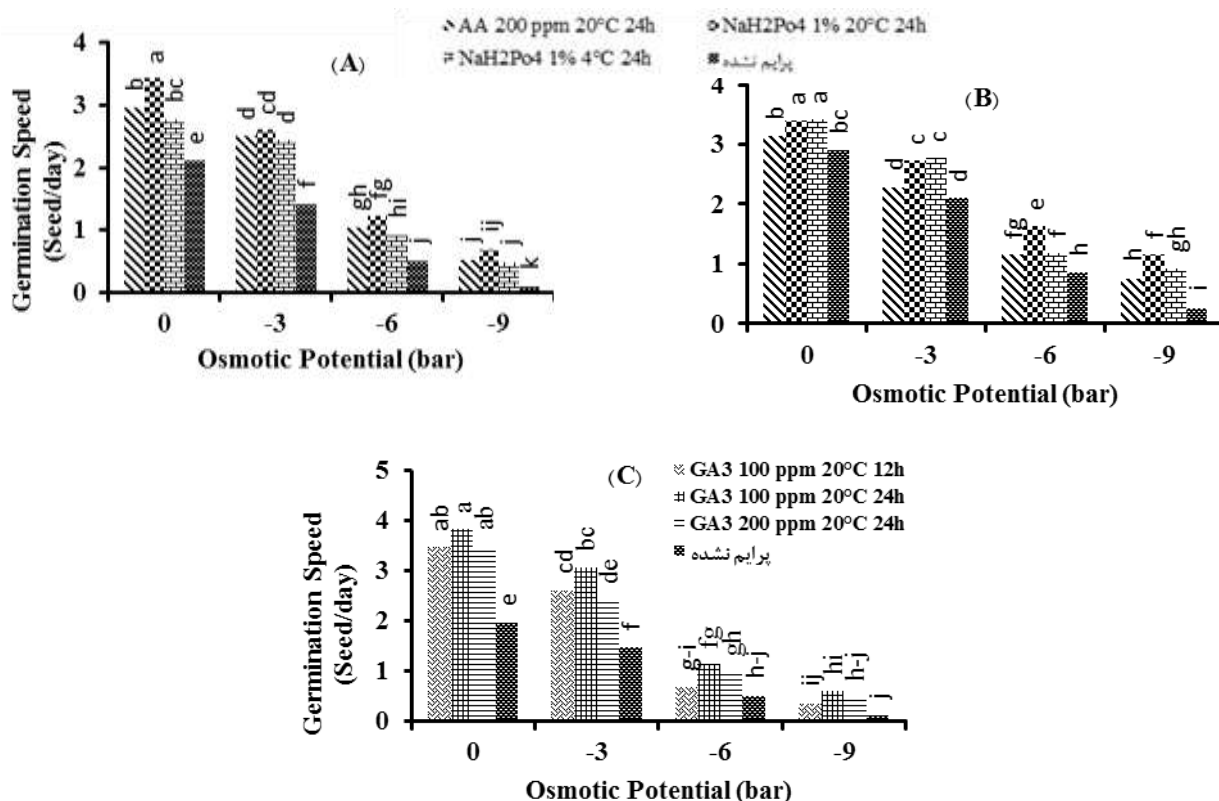 AA 200 ppm 20°C 24h
NaH2Po4 1% 20°C 24h
NaH2Po4 1% 4°C 24h
پرایم نشده
(A)
Germination Speed
(Seed/day)
4
3
2
1
0
b a bc e
d cd d f
gh fg hi j
j ij j k
0 -3 -6 -9
Osmotic Potential (bar)
(B)
4
3
2
1
0
b a a bc
d c c d
fg e f h
h f gh i
0 -3 -6 -9
Osmotic Potential (bar)
(C)
GA3 100 ppm 20°C 12h
GA3 100 ppm 20°C 24h
GA3 200 ppm 20°C 24h
پرایم نشده
Germination Speed
(Seed/day)
5
4
3
2
1
0
ab a ab e
cd bc de f
g-i fg gh h-j
ij hi h-j j
0 -3 -6 -9
Osmotic Potential (bar)